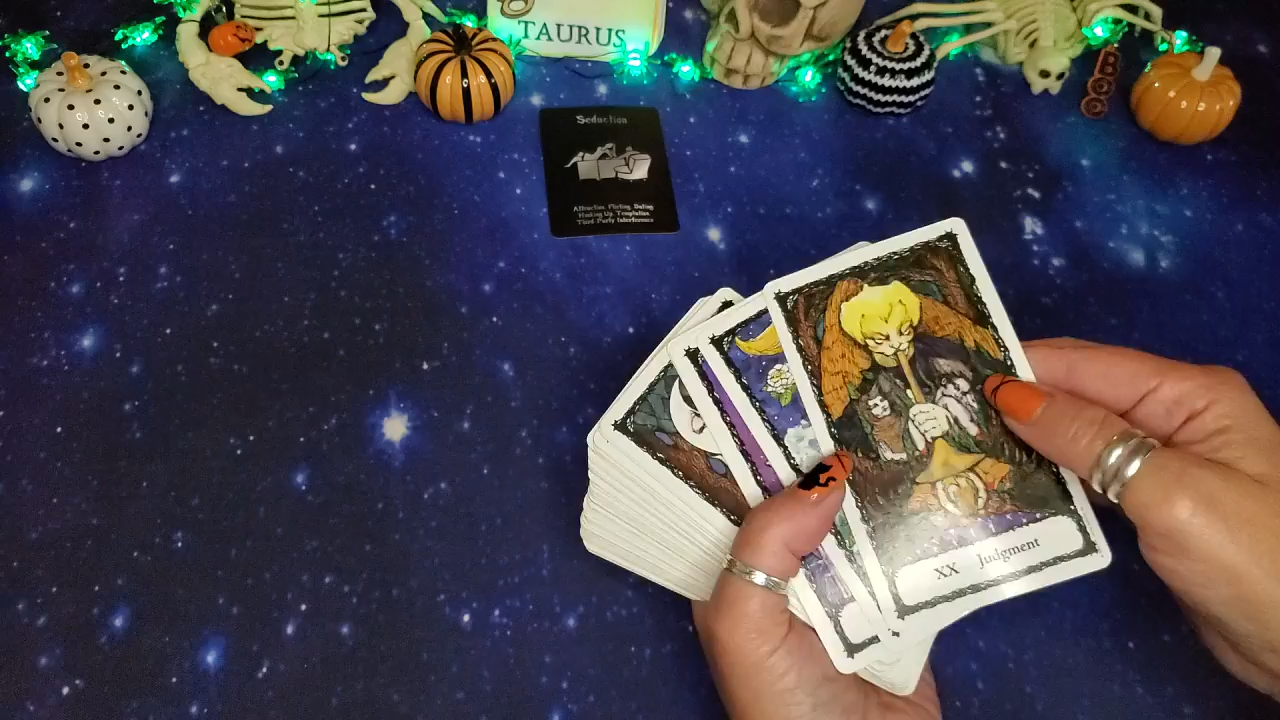 TAURUS
BOO
Seduction
Attraction, Flirting, Dating
Hooking Up, Temptation
Third-Party Interference
XX Judgment